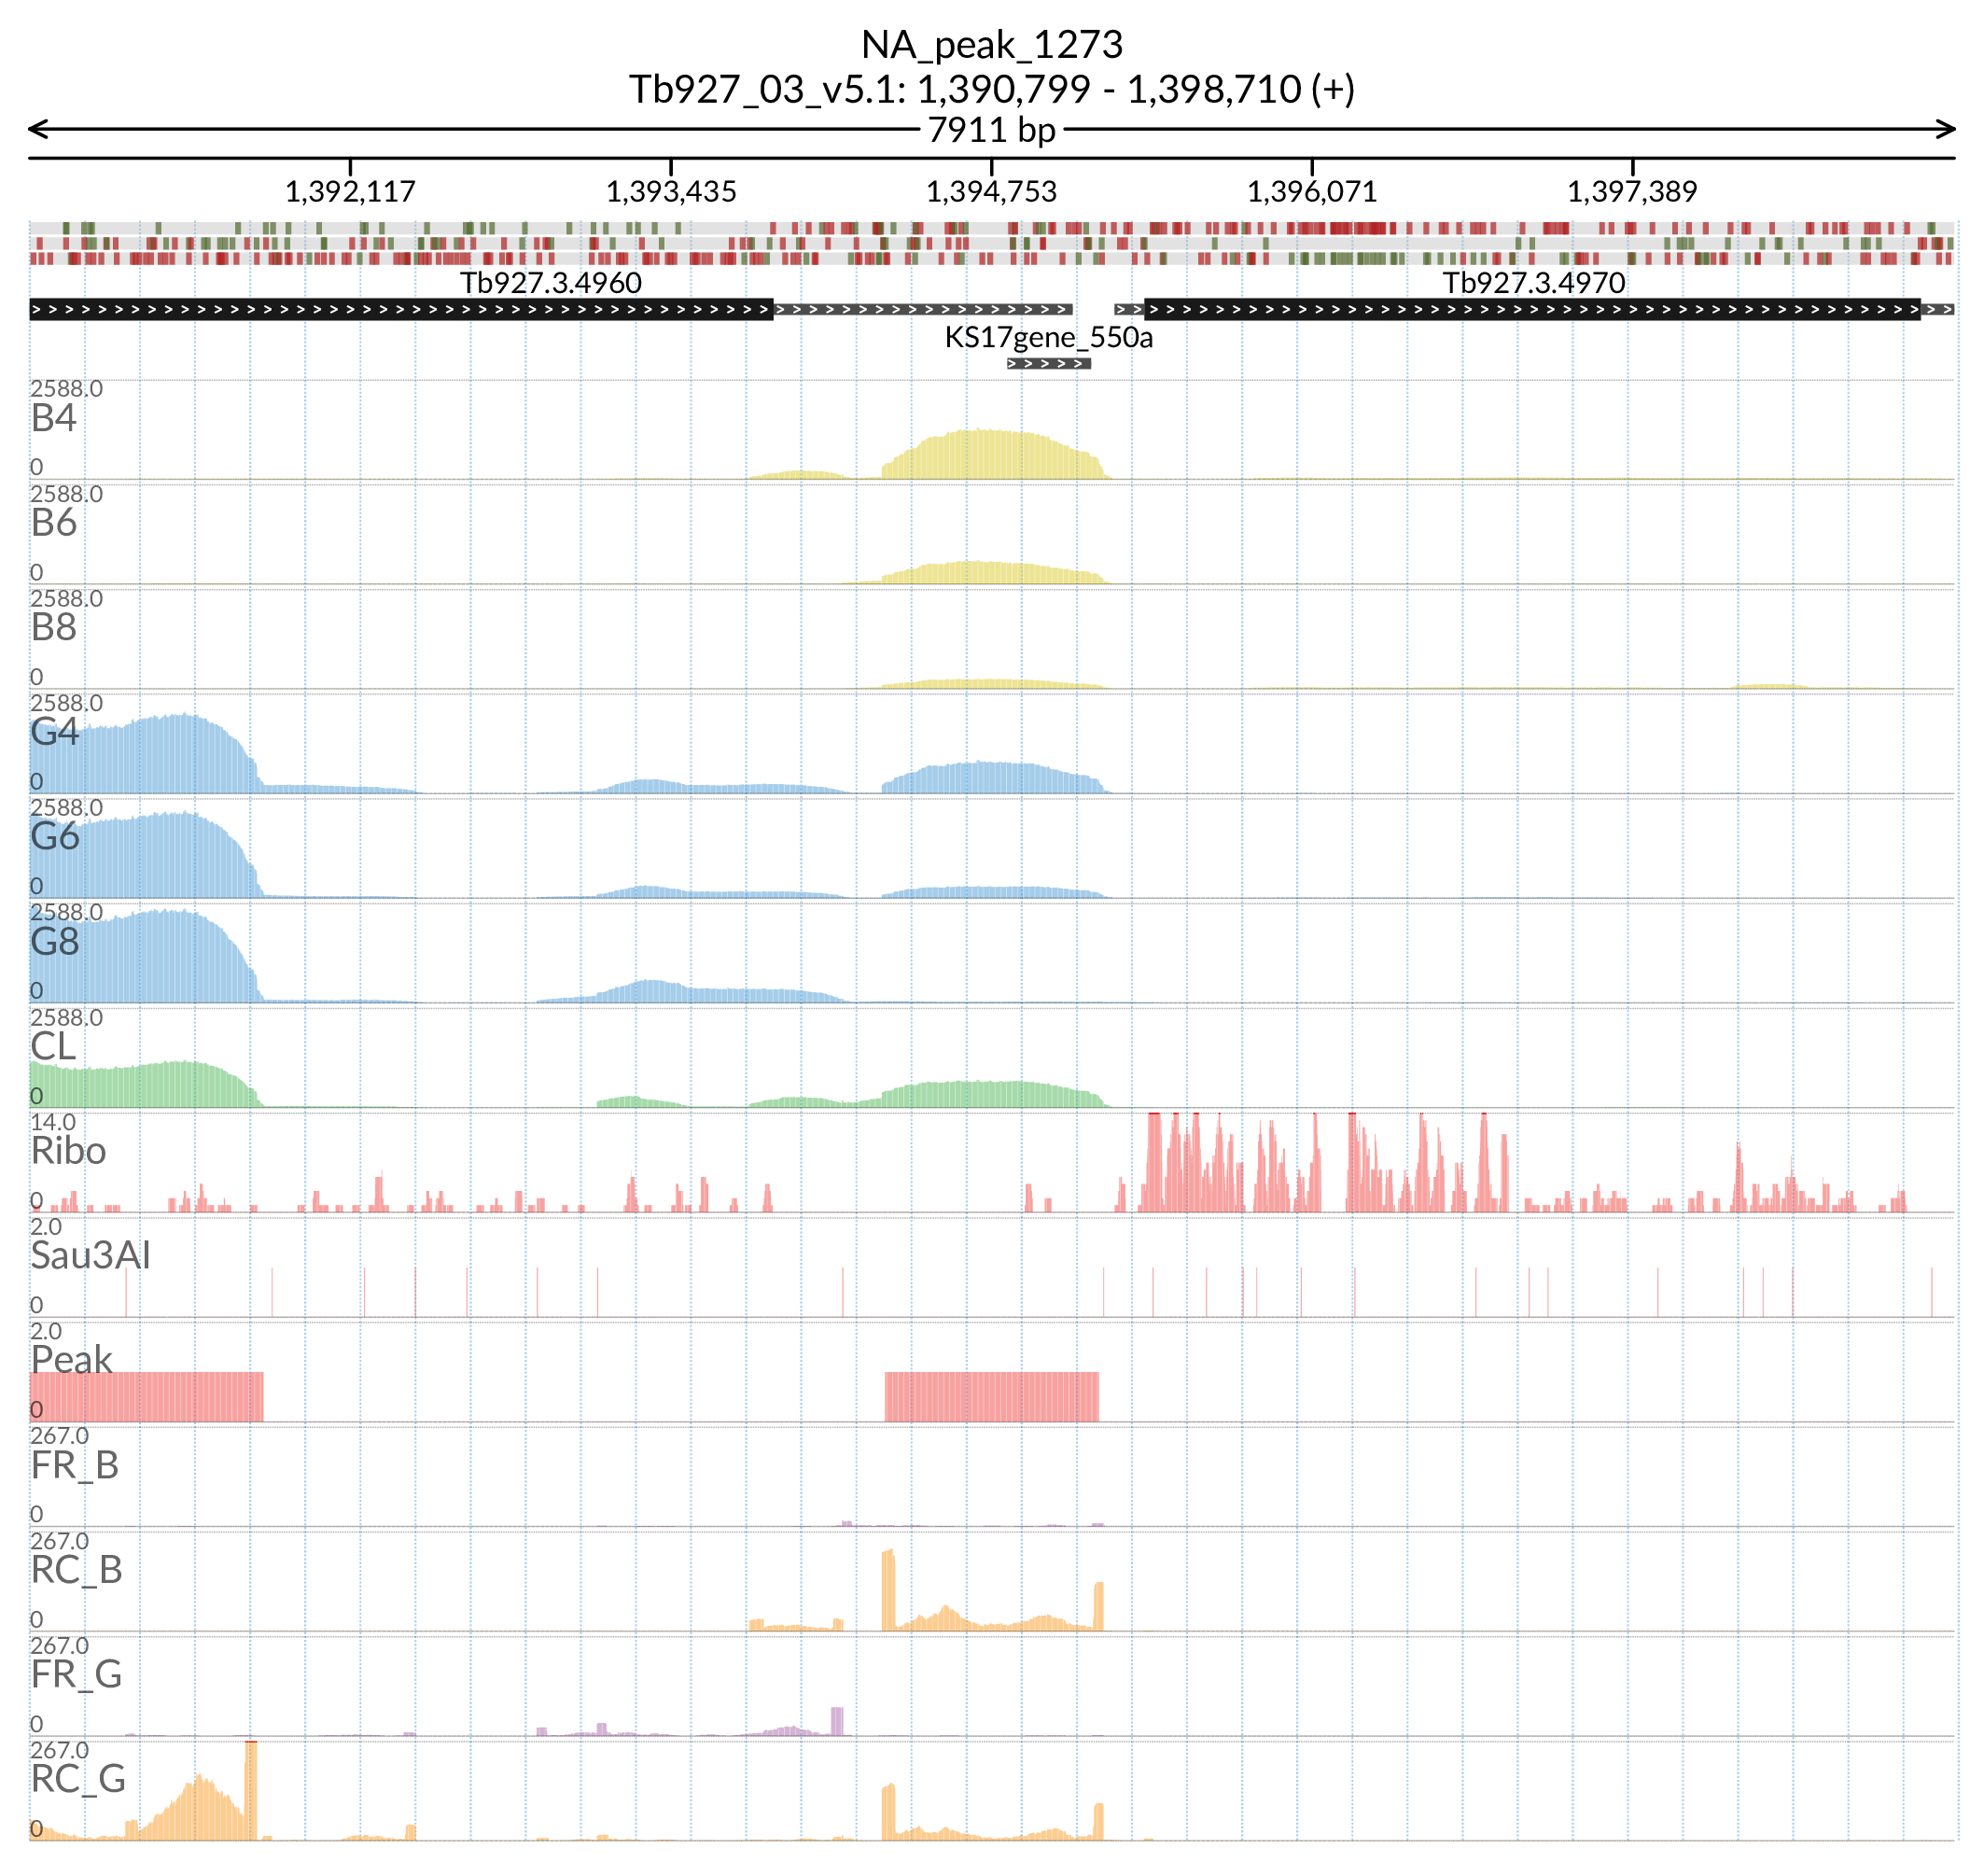 NA_peak_1273
Tb927_03_v5.1: 1,390,799 - 1,398,710 (+)
7911 bp
1,392,117 1,393,435 1,394,753 1,396,071 1,397,389
Tb927.3.4960 Tb927.3.4970
KS17gene_550a
2588.0
B4
0
2588.0
B6
0
2588.0
B8
0
2588.0
G4
0
2588.0
G6
0
2588.0
G8
0
2588.0
CL
0
14.0
Ribo
0
2.0
Sau3AI
0
2.0
Peak
0
267.0
FR_B
0
267.0
RC_B
0
267.0
FR_G
0
267.0
RC_G
0